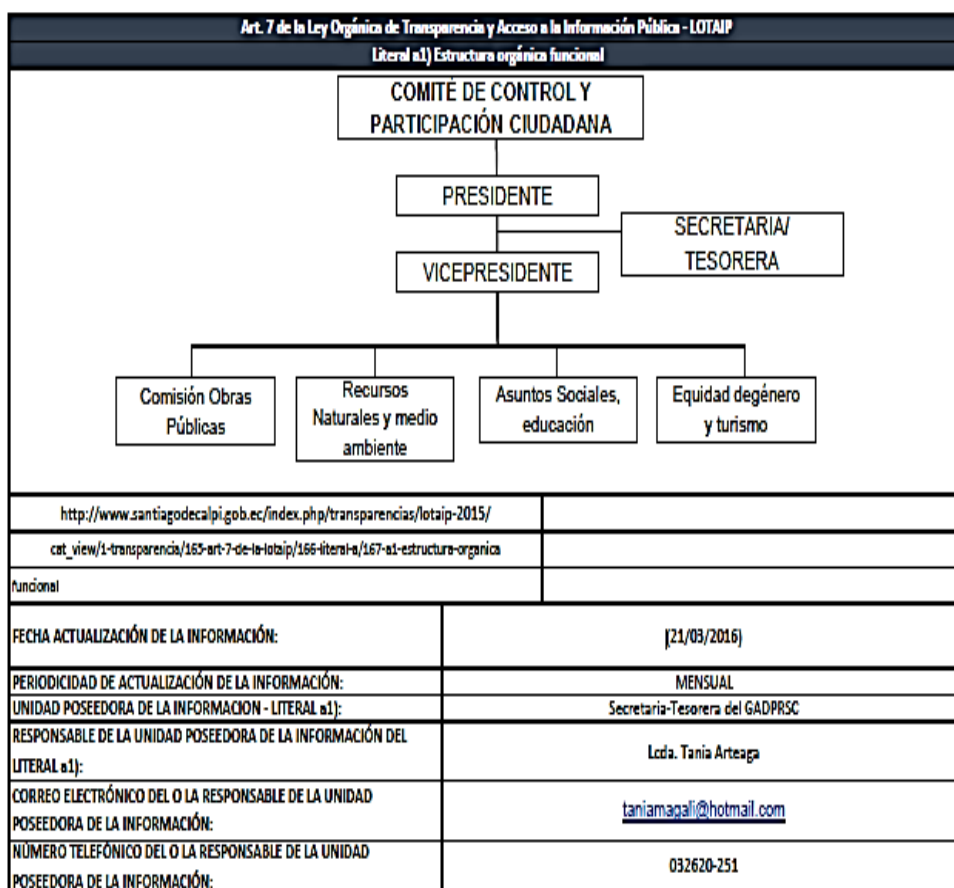 Art. 7 de la Ley Orgánica de Transparencia y Acceso a la Información Pública - LOTAIP
Literal a1) Estructura orgánica funcional
COMITÉ DE CONTROL Y
PARTICIPACIÓN CIUDADANA
PRESIDENTE
SECRETARIA/
TESORERA
VICEPRESIDENTE
Comisión Obras
Públicas
Recursos
Naturales y medio
ambiente
Asuntos Sociales,
educación
Equidad degénero
y turismo
http://www.santiagodecalpi.gob.ec/index.php/transparencias/lotaip-2015/
cat_view/1-transparencia/165-art-7-de-la-lotaip/166-literal-a/167-a1-estructura-organica
funcional
FECHA ACTUALIZACIÓN DE LA INFORMACIÓN:
(21/03/2016)
PERIODICIDAD DE ACTUALIZACIÓN DE LA INFORMACIÓN:
MENSUAL
UNIDAD POSEEDORA DE LA INFORMACION - LITERAL a1):
Secretaria-Tesorera del GADPRSC
RESPONSABLE DE LA UNIDAD POSEEDORA DE LA INFORMACIÓN DEL
LITERAL a1):
Lcda. Tania Arteaga
CORREO ELECTRÓNICO DEL O LA RESPONSABLE DE LA UNIDAD
POSEEDORA DE LA INFORMACIÓN:
taniamagali@hotmail.com
NÚMERO TELEFÓNICO DEL O LA RESPONSABLE DE LA UNIDAD
POSEEDORA DE LA INFORMACIÓN:
032620-251